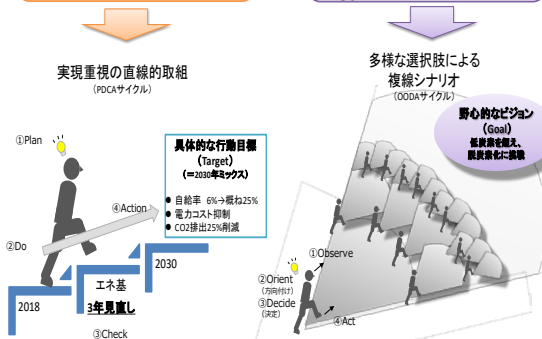 実現重視の直線的取組
(PDCAサイクル)
①Plan
具体的な行動目標
(Target)
(=2030年ミックス)
● 自給率 6%→概ね25%
● 電力コスト抑制
● CO2排出25%削減
④Action
②Do
2018
エネ基
3年見直し
2030
③Check
多様な選択肢による
複線シナリオ
(OODAサイクル)
野心的なビジョン
(Goal)
低炭素を超え、
脱炭素化に挑戦
①Observe
②Orient
(方向付け)
③Decide
(決定)
④Act